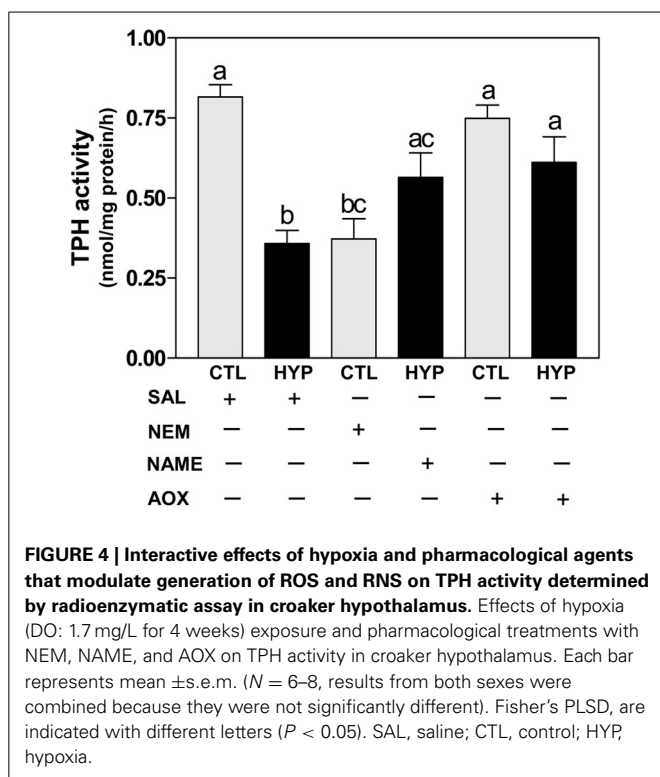 1.00
0.75
0.50
0.25
0.00
TPH activity
(nmol/mg protein/h)
a
b
bc
ac
a
a
CTL HYP CTL HYP CTL HYP
SAL + + — — — —
NEM — — + — — —
NAME — — — + — —
AOX — — — — + +
FIGURE 4 | Interactive effects of hypoxia and pharmacological agents
that modulate generation of ROS and RNS on TPH activity determined
by radioenzymatic assay in croaker hypothalamus. Effects of hypoxia
(DO: 1.7 mg/L for 4 weeks) exposure and pharmacological treatments with
NEM, NAME, and AOX on TPH activity in croaker hypothalamus. Each bar
represents mean ±s.e.m. (N = 6–8, results from both sexes were
combined because they were not significantly different). Fisher's PLSD, are
indicated with different letters (P < 0.05). SAL, saline; CTL, control; HYP,
hypoxia.